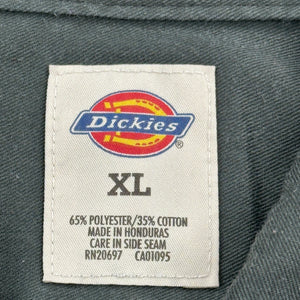 Dickies®
XL
65% POLYESTER/35% COTTON
MADE IN HONDURAS
CARE IN SIDE SEAM
RN20697 CA01095